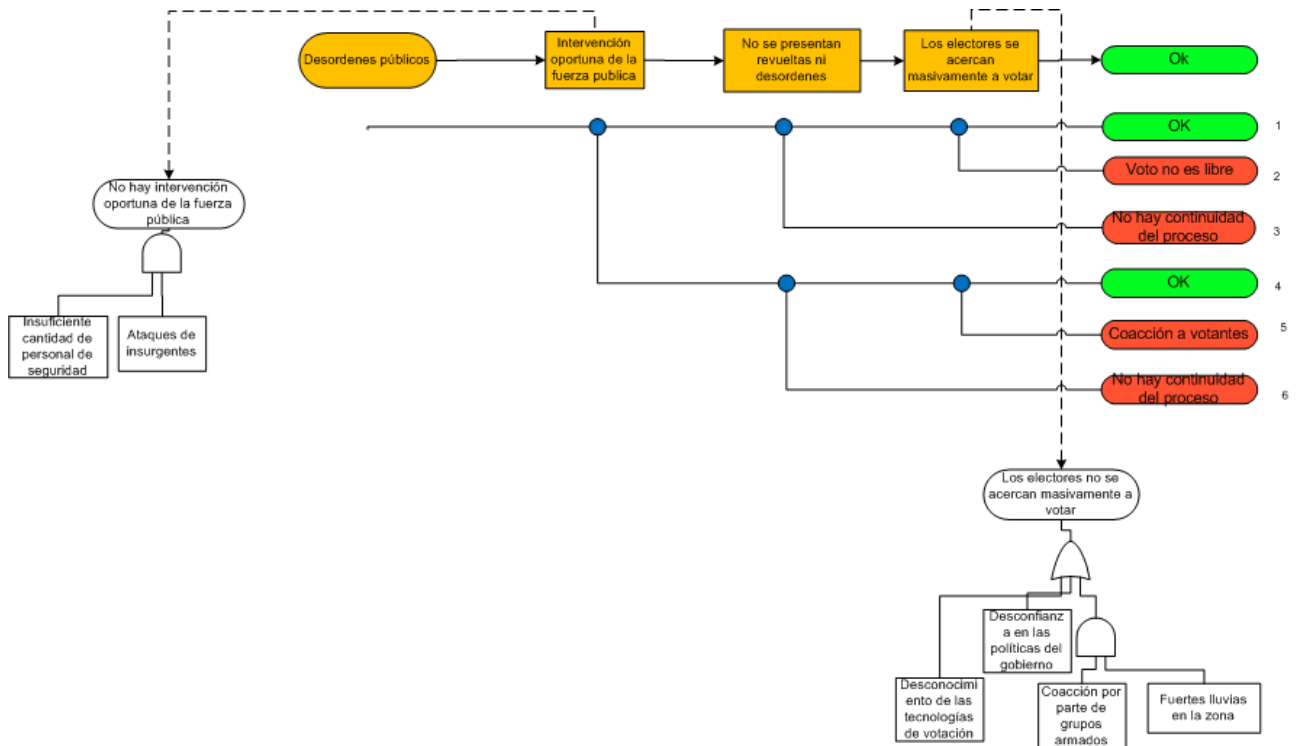 Desordenes públicos
Intervención
oportuna de la
fuerza publica
No se presentan
revueltas ni
desordenes
Los electores se
acercan
masivamente a votar
Ok
OK
1
Voto no es libre
2
No hay continuidad
del proceso
3
OK
4
Coacción a votantes
5
No hay continuidad
del proceso
6
No hay intervención
oportuna de la fuerza
pública
Insuficiente
cantidad de
personal de
seguridad
Ataques de
insurgentes
Los electores no se
acercan masivamente a
votar
Desconfianz
a en las
políticas del
gobierno
Desconocimi
ento de las
tecnologías
de votación
Coacción por
parte de
grupos
armados
Fuertes lluvias
en la zona